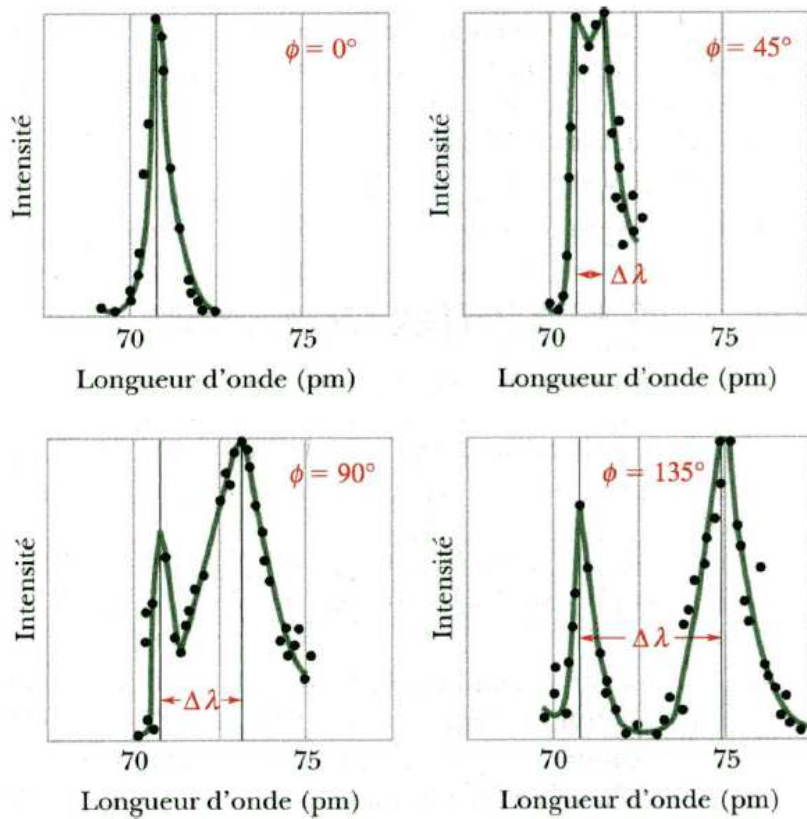 ϕ = 0°
Intensité
70 75
Longueur d'onde (pm)
ϕ = 45°
Intensité
Δλ
70 75
Longueur d'onde (pm)
ϕ = 90°
Intensité
Δλ
70 75
Longueur d'onde (pm)
ϕ = 135°
Intensité
Δλ
70 75
Longueur d'onde (pm)